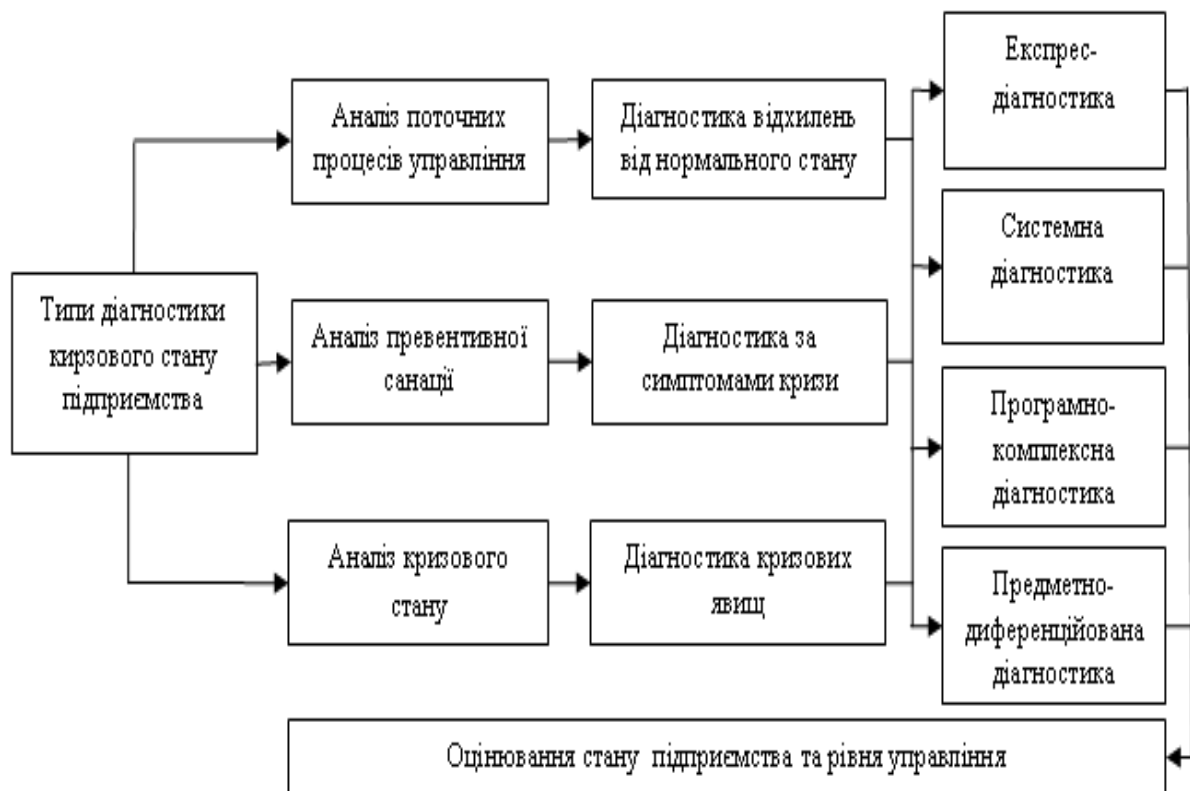 Типи діагностики
кирзового стану
підприємства
Аналіз поточних
процесів управління
Аналіз превентивної
санації
Аналіз кризового
стану
Діагностика відхилень
від нормального стану
Діагностика за
симптомами кризи
Діагностика кризових
явищ
Експрес-
діагностика
Системна
діагностика
Програмно-
комплексна
діагностика
Предметно-
диференційована
діагностика
Оцінювання стану підприємства та рівня управління